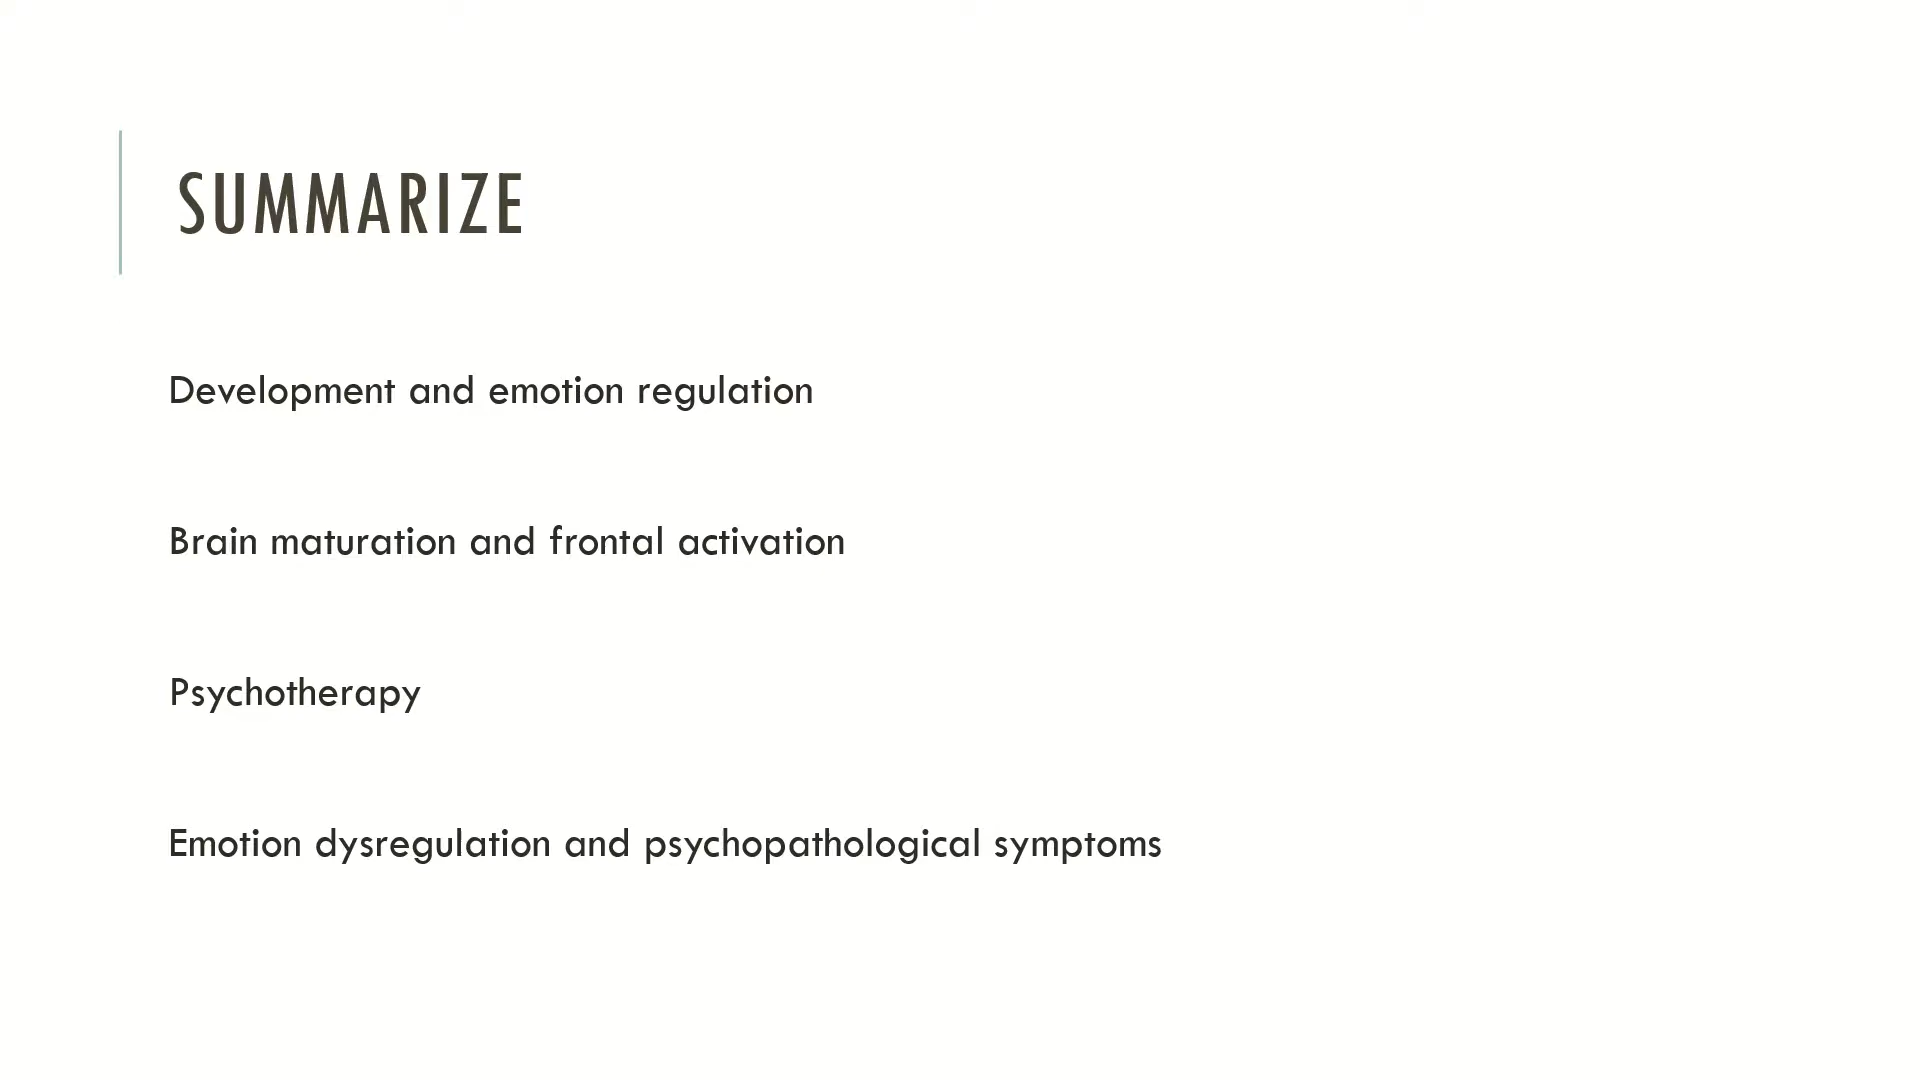 SUMMARIZE
Development and emotion regulation
Brain maturation and frontal activation
Psychotherapy
Emotion dysregulation and psychopathological symptoms